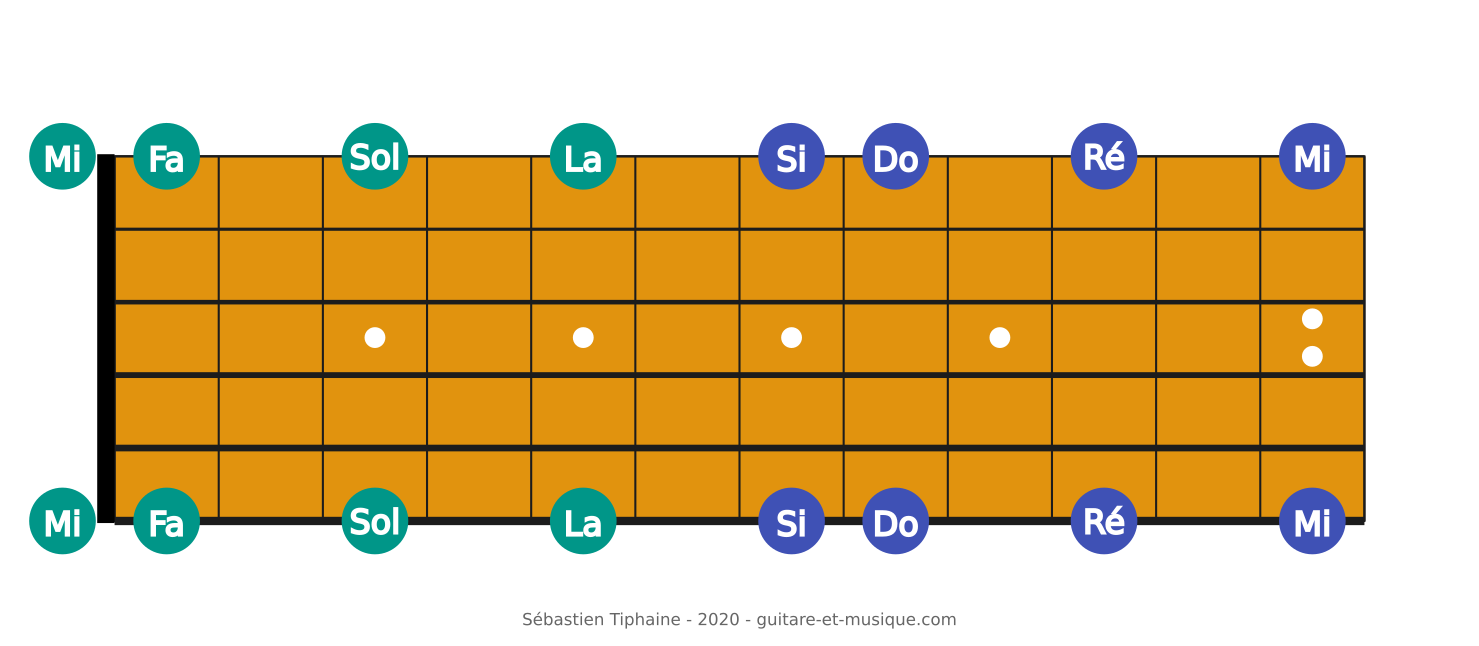 Mi Fa Sol La Si Do Ré Mi
Mi Fa Sol La Si Do Ré Mi
Sébastien Tiphaine - 2020 - guitare-et-musique.com